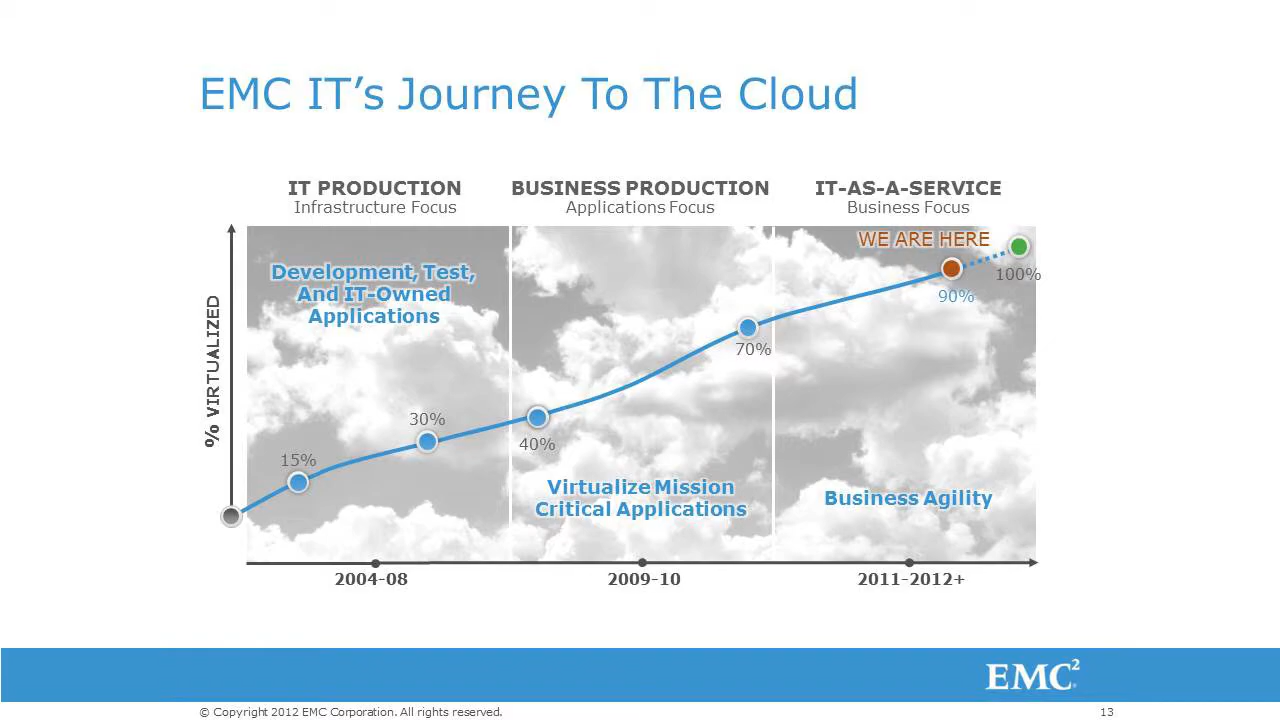 EMC IT's Journey To The Cloud
IT PRODUCTION
Infrastructure Focus
BUSINESS PRODUCTION
Applications Focus
IT-AS-A-SERVICE
Business Focus
WE ARE HERE
Development, Test,
And IT-Owned
Applications
100%
90%
% VIRTUALIZED
70%
30%
40%
15%
Virtualize Mission
Critical Applications
Business Agility
2004-08
2009-10
2011-2012+
EMC²
© Copyright 2012 EMC Corporation. All rights reserved.
13